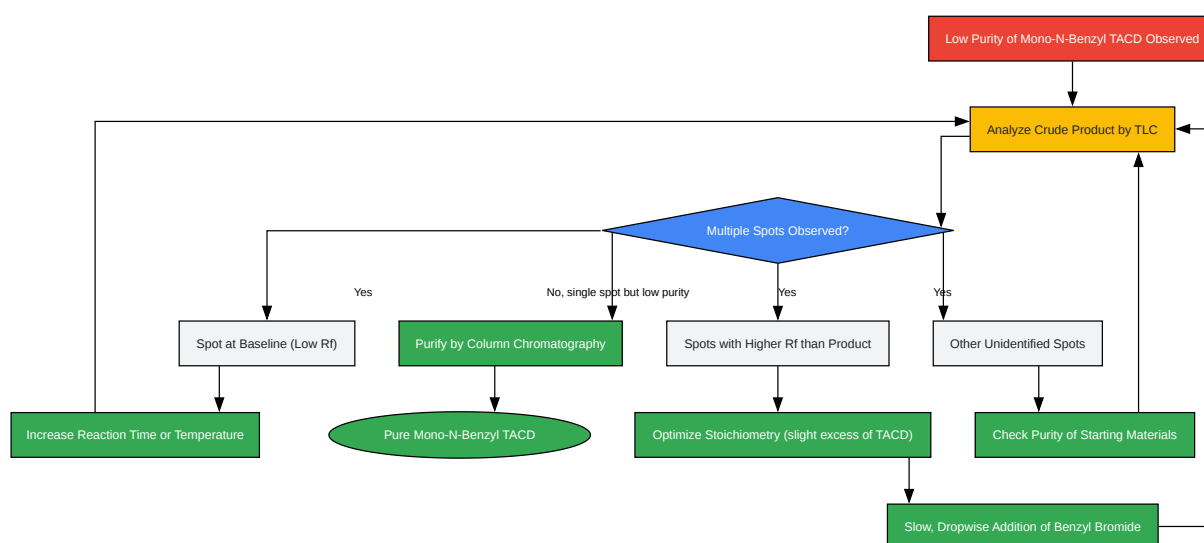 Low Purity of Mono-N-Benzyl TACD Observed
Analyze Crude Product by TLC
Multiple Spots Observed?
Yes
No, single spot but low purity
Yes
Yes
Spot at Baseline (Low Rf)
Purify by Column Chromatography
Spots with Higher Rf than Product
Other Unidentified Spots
Increase Reaction Time or Temperature
Pure Mono-N-Benzyl TACD
Optimize Stoichiometry (slight excess of TACD)
Check Purity of Starting Materials
Slow, Dropwise Addition of Benzyl Bromide